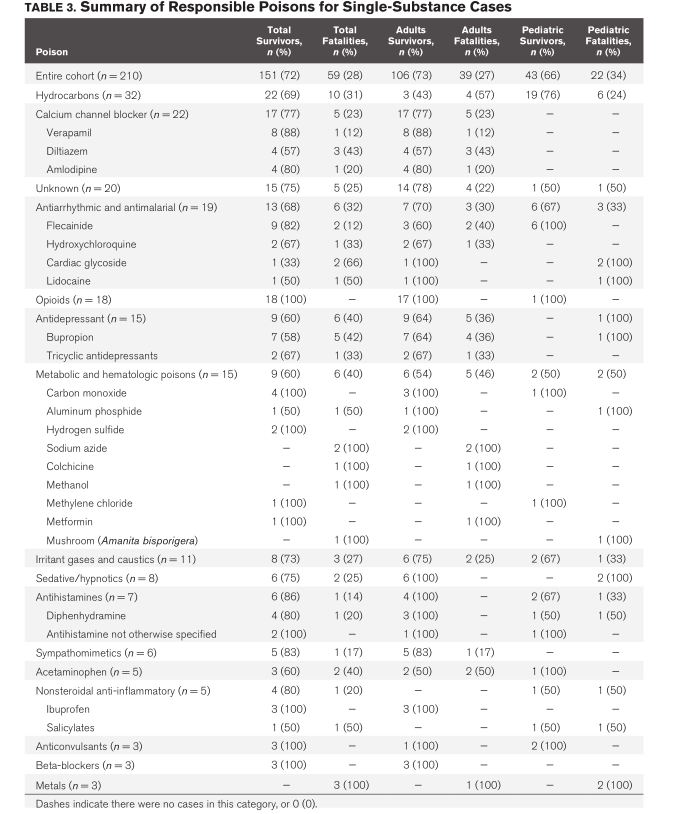 TABLE 3. Summary of Responsible Poisons for Single-Substance Cases
Poison Total Survivors, n (%) Total Fatalities, n (%) Adults Survivors, n (%) Adults Fatalities, n (%) Pediatric Survivors, n (%) Pediatric Fatalities, n (%)
Entire cohort (n = 210) 151 (72) 59 (28) 106 (73) 39 (27) 43 (66) 22 (34)
Hydrocarbons (n = 32) 22 (69) 10 (31) 3 (43) 4 (57) 19 (76) 6 (24)
Calcium channel blocker (n = 22) 17 (77) 5 (23) 17 (77) 5 (23) – –
Verapamil 8 (88) 1 (12) 8 (88) 1 (12) – –
Diltiazem 4 (57) 3 (43) 4 (57) 3 (43) – –
Amlodipine 4 (80) 1 (20) 4 (80) 1 (20) – –
Unknown (n = 20) 15 (75) 5 (25) 14 (78) 4 (22) 1 (50) 1 (50)
Antiarrhythmic and antimalarial (n = 19) 13 (68) 6 (32) 7 (70) 3 (30) 6 (67) 3 (33)
Flecainide 9 (82) 2 (12) 3 (60) 2 (40) 6 (100) –
Hydroxychloroquine 2 (67) 1 (33) 2 (67) 1 (33) – –
Cardiac glycoside 1 (33) 2 (66) 1 (100) – – 2 (100)
Lidocaine 1 (50) 1 (50) 1 (100) – – 1 (100)
Opioids (n = 18) 18 (100) – 17 (100) – 1 (100) –
Antidepressant (n = 15) 9 (60) 6 (40) 9 (64) 5 (36) – 1 (100)
Bupropion 7 (58) 5 (42) 7 (64) 4 (36) – 1 (100)
Tricyclic antidepressants 2 (67) 1 (33) 2 (67) 1 (33) – –
Metabolic and hematologic poisons (n = 15) 9 (60) 6 (40) 6 (54) 5 (46) 2 (50) 2 (50)
Carbon monoxide 4 (100) – 3 (100) – 1 (100) –
Aluminum phosphide 1 (50) 1 (50) 1 (100) – – 1 (100)
Hydrogen sulfide 2 (100) – 2 (100) – – –
Sodium azide – 2 (100) – 2 (100) – –
Colchicine – 1 (100) – 1 (100) – –
Methanol – 1 (100) – 1 (100) – –
Methylene chloride 1 (100) – – – 1 (100) –
Metformin 1 (100) – – 1 (100) – –
Mushroom (Amanita bisporigera) – 1 (100) – – – 1 (100)
Irritant gases and caustics (n = 11) 8 (73) 3 (27) 6 (75) 2 (25) 2 (67) 1 (33)
Sedative/hypnotics (n = 8) 6 (75) 2 (25) 6 (100) – – 2 (100)
Antihistamines (n = 7) 6 (86) 1 (14) 4 (100) – 2 (67) 1 (33)
Diphenhydramine 4 (80) 1 (20) 3 (100) – 1 (50) 1 (50)
Antihistamine not otherwise specified 2 (100) – 1 (100) – 1 (100) –
Sympathomimetics (n = 6) 5 (83) 1 (17) 5 (83) 1 (17) – –
Acetaminophen (n = 5) 3 (60) 2 (40) 2 (50) 2 (50) 1 (100) –
Nonsteroidal anti-inflammatory (n = 5) 4 (80) 1 (20) – – 1 (50) 1 (50)
Ibuprofen 3 (100) – 3 (100) – – –
Salicylates 1 (50) 1 (50) – – 1 (50) 1 (50)
Anticonvulsants (n = 3) 3 (100) – 1 (100) – 2 (100) –
Beta-blockers (n = 3) 3 (100) – 3 (100) – – –
Metals (n = 3) – 3 (100) – 1 (100) – 2 (100)
Dashes indicate there were no cases in this category, or 0 (0).